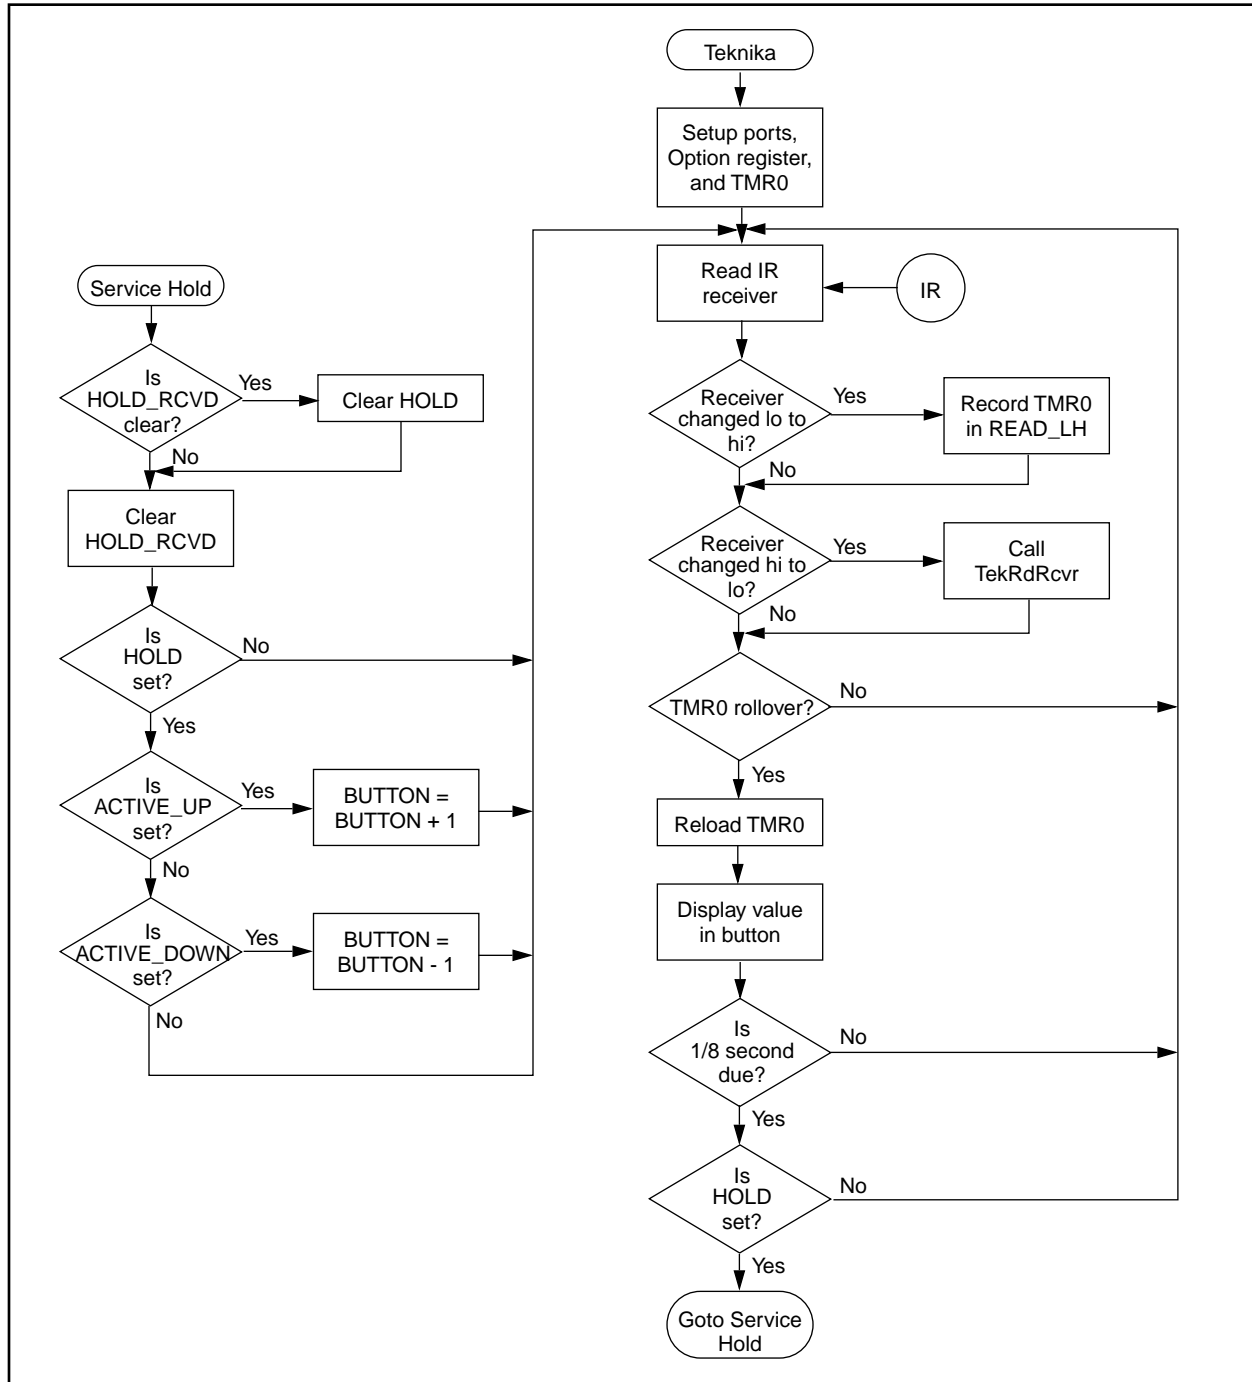 Teknika
Setup ports,
Option register,
and TMR0
Read IR
receiver
IR
Receiver
changed lo to
hi?
Yes
Record TMR0
in READ_LH
No
Receiver
changed hi to
lo?
Yes
Call
TekRdRcvr
No
TMR0 rollover?
No
Yes
Reload TMR0
Display value
in button
Is
1/8 second
due?
No
Yes
Is
HOLD
set?
No
Yes
Goto Service
Hold
Service Hold
Is
HOLD_RCVD
clear?
Yes
Clear HOLD
No
Clear
HOLD_RCVD
Is
HOLD
set?
No
Yes
Is
ACTIVE_UP
set?
Yes
BUTTON =
BUTTON + 1
No
Is
ACTIVE_DOWN
set?
Yes
BUTTON =
BUTTON - 1
No